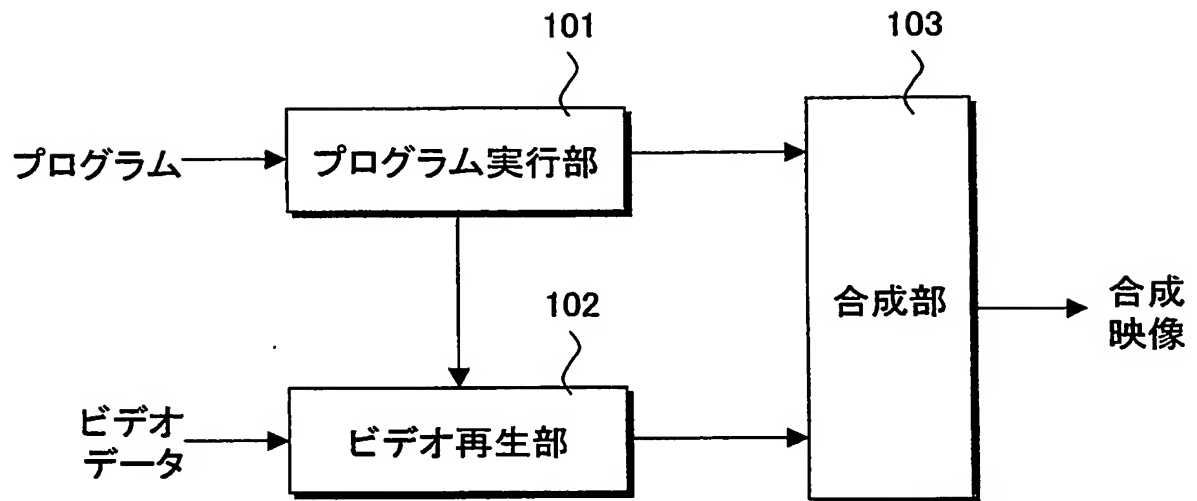 101
103
プログラム
プログラム実行部
102
合成部
合成
映像
ビデオ
データ
ビデオ再生部